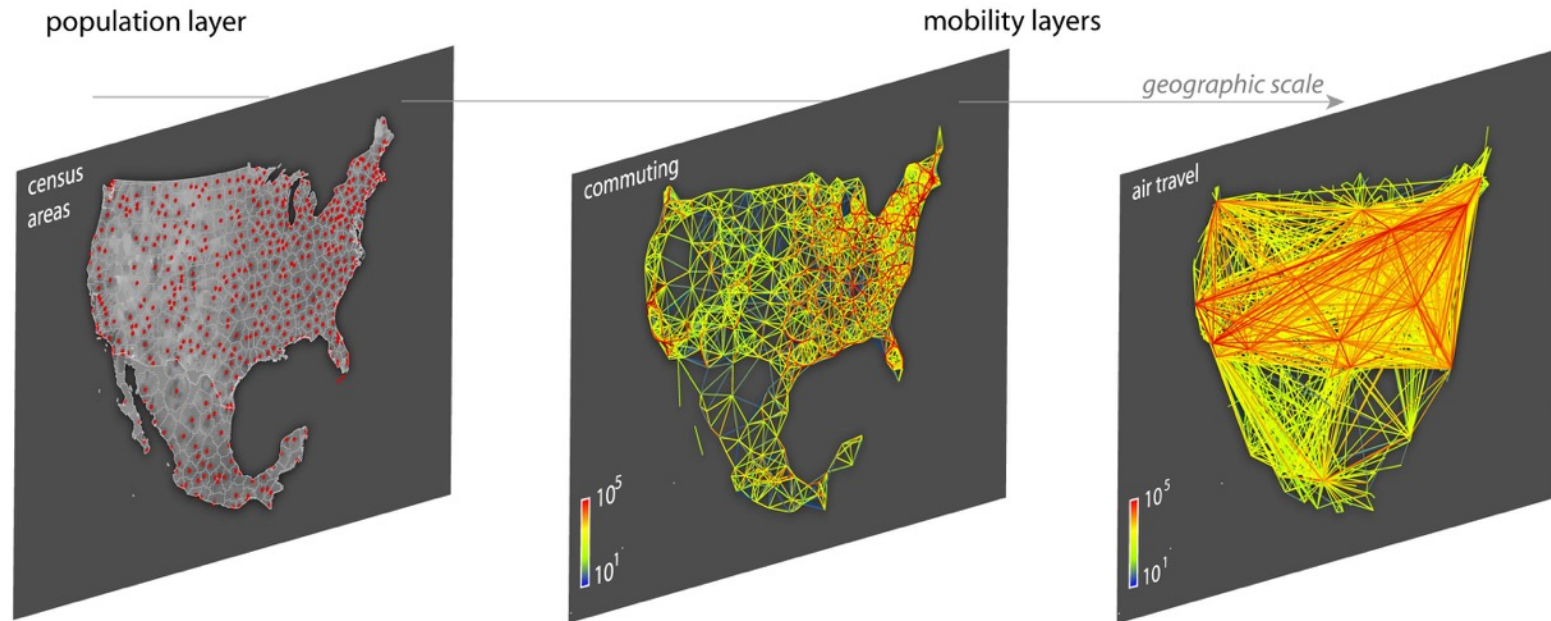 population layer
mobility layers
geographic scale
census
areas
commuting
air travel
10⁵
10¹
10⁵
10¹